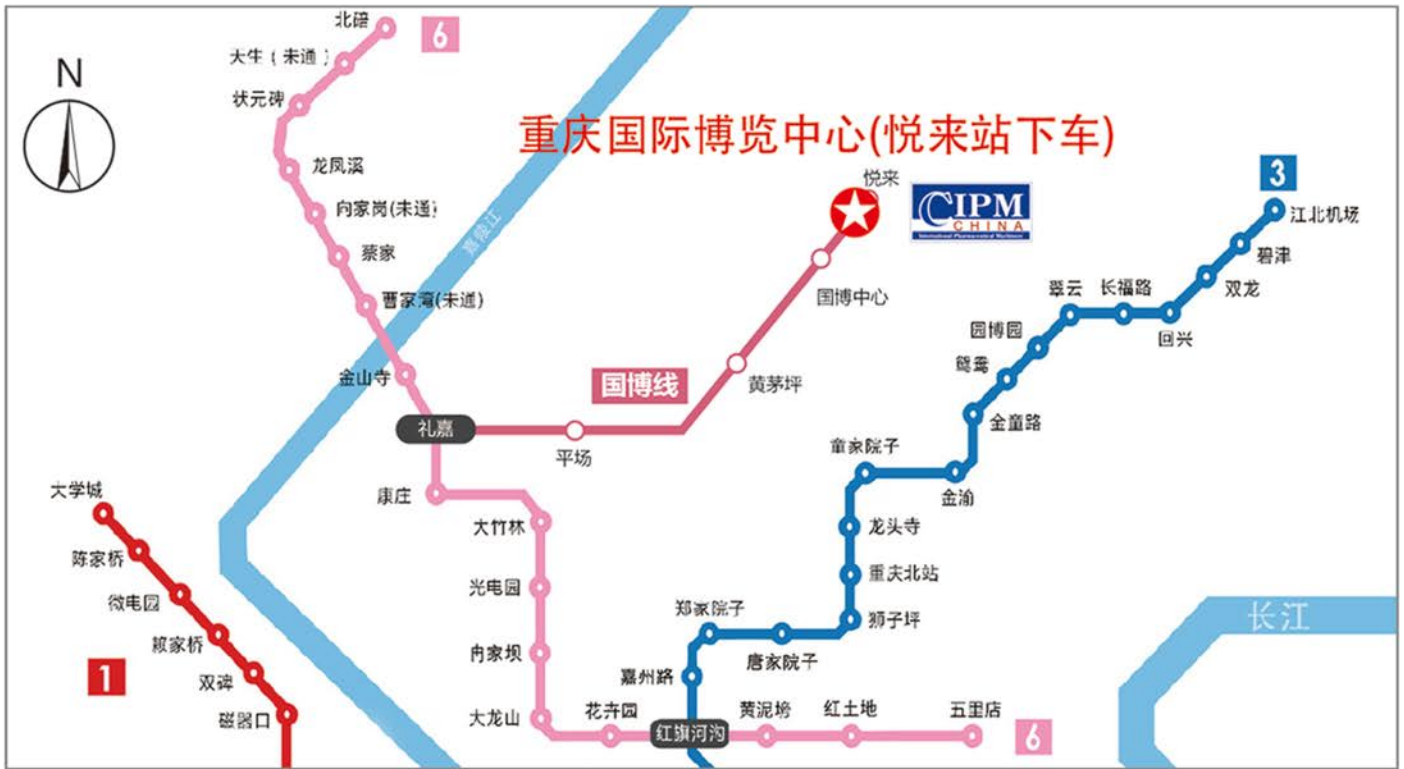 北碚
6
天生（未通）
N
状元碑
重庆国际博览中心(悦来站下车)
龙凤溪
悦来
3
CIPM
CHINA
International Pharmaceutical Machinery
向家岗(未通)
江北机场
嘉陵江
蔡家
碧津
国博中心
双龙
曹家湾(未通)
翠云
长福路
园博园
回兴
鸳鸯
金山寺
国博线
黄茅坪
礼嘉
金童路
平场
童家院子
大学城
康庄
金渝
大竹林
龙头寺
陈家桥
光电园
重庆北站
微电园
郑家院子
狮子坪
长江
赖家桥
冉家坝
唐家院子
1
双碑
嘉州路
磁器口
大龙山
花卉园
红旗河沟
黄泥塝
红土地
五里店
6